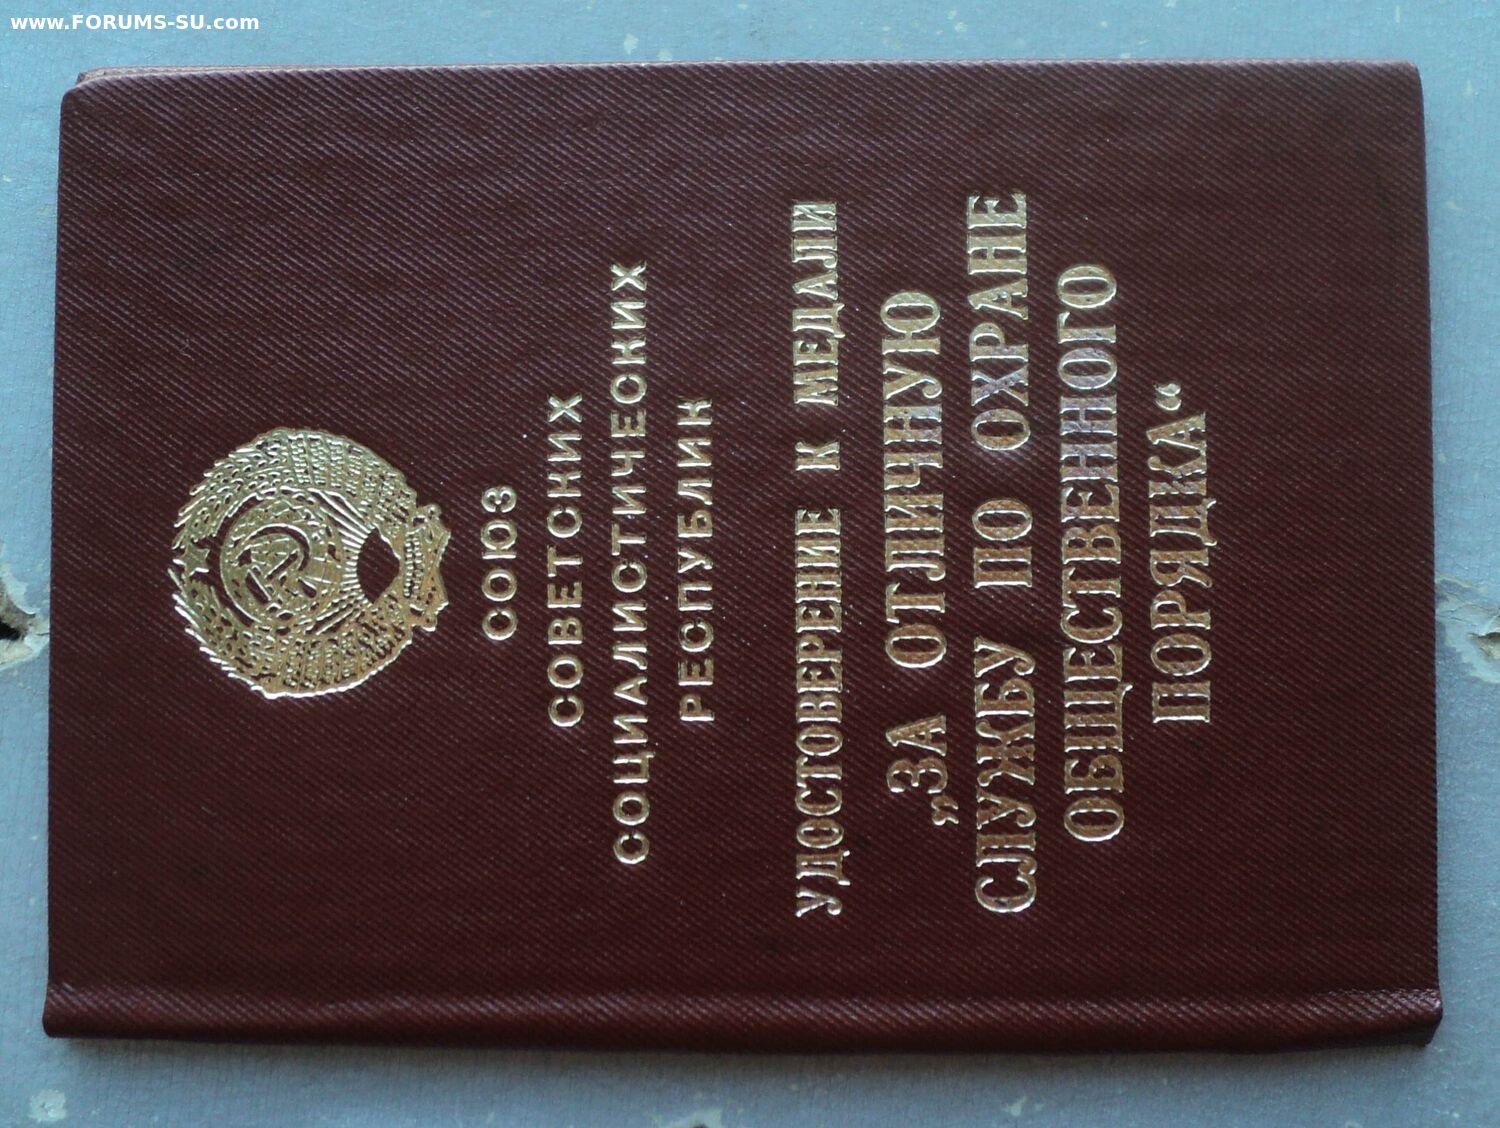 www.FORUMS-SU.com
СОЮЗ
СОВЕТСКИХ
СОЦИАЛИСТИЧЕСКИХ
РЕСПУБЛИК
УДОСТОВЕРЕНИЕ К МЕДАЛИ
„ЗА ОТЛИЧНУЮ
СЛУЖБУ ПО ОХРАНЕ
ОБЩЕСТВЕННОГО
ПОРЯДКА“